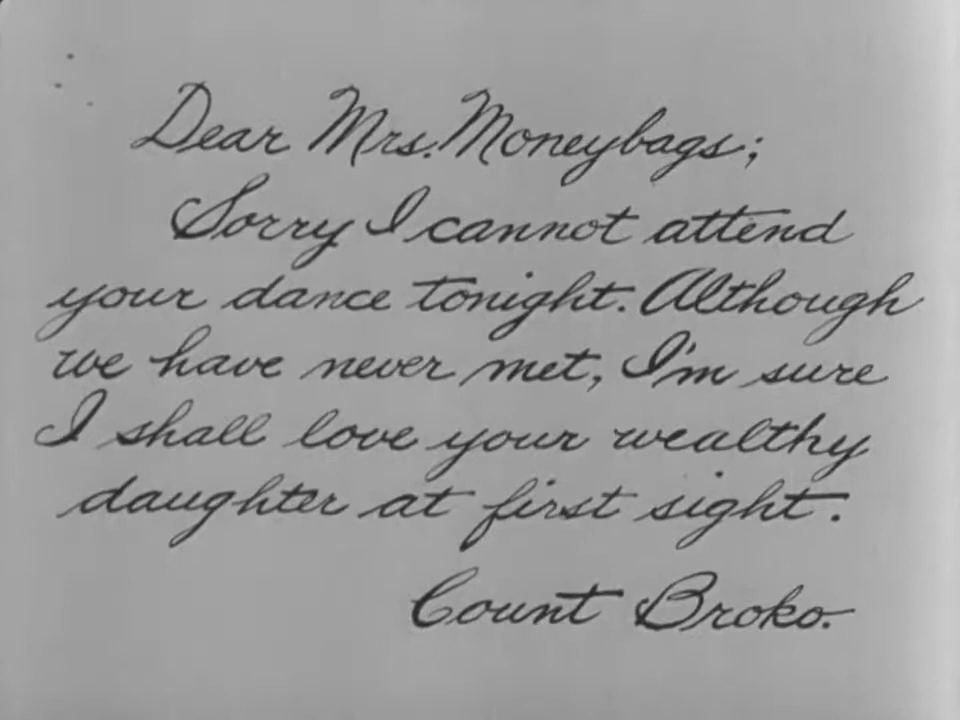 Dear Mrs. Moneybags;
Sorry I cannot attend
your dance tonight. Although
we have never met, I'm sure
I shall love your wealthy
daughter at first sight.
Count Broko.